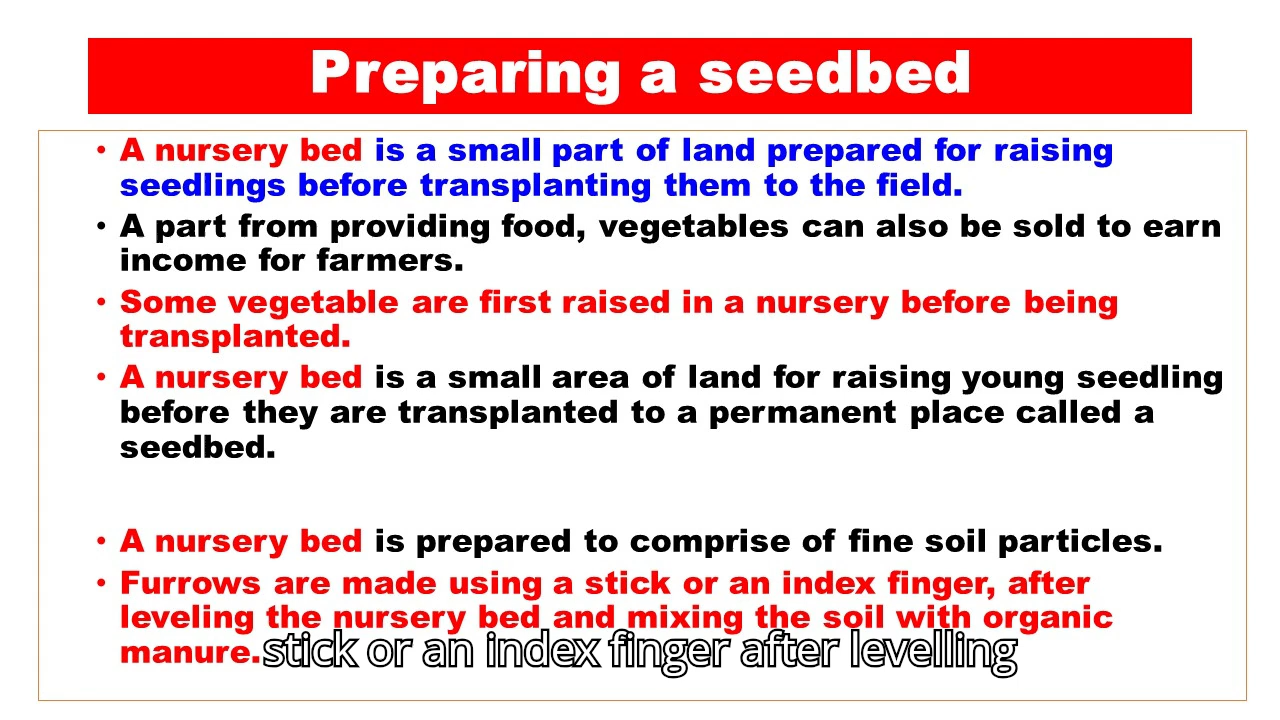 Preparing a seedbed
• A nursery bed is a small part of land prepared for raising
seedlings before transplanting them to the field.
• A part from providing food, vegetables can also be sold to earn
income for farmers.
• Some vegetable are first raised in a nursery before being
transplanted.
• A nursery bed is a small area of land for raising young seedling
before they are transplanted to a permanent place called a
seedbed.
• A nursery bed is prepared to comprise of fine soil particles.
• Furrows are made using a stick or an index finger, after
leveling the nursery bed and mixing the soil with organic
manure.
stick or an index finger after levelling